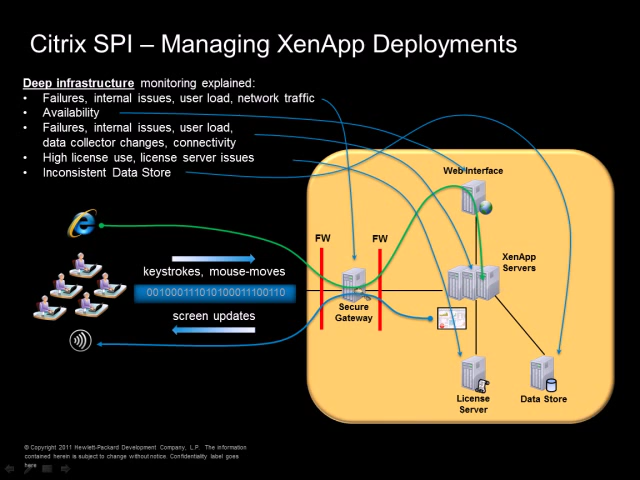 Citrix SPI – Managing XenApp Deployments
Deep infrastructure monitoring explained:
• Failures, internal issues, user load, network traffic
• Availability
• Failures, internal issues, user load,
data collector changes, connectivity
• High license use, license server issues
• Inconsistent Data Store
Web Interface
FW
FW
XenApp
Servers
keystrokes, mouse-moves
001000111010100011100110
screen updates
Secure
Gateway
License
Server
Data Store
© Copyright 2011 Hewlett-Packard Development Company, L.P. The information
contained herein is subject to change without notice. Confidentiality label goes
here